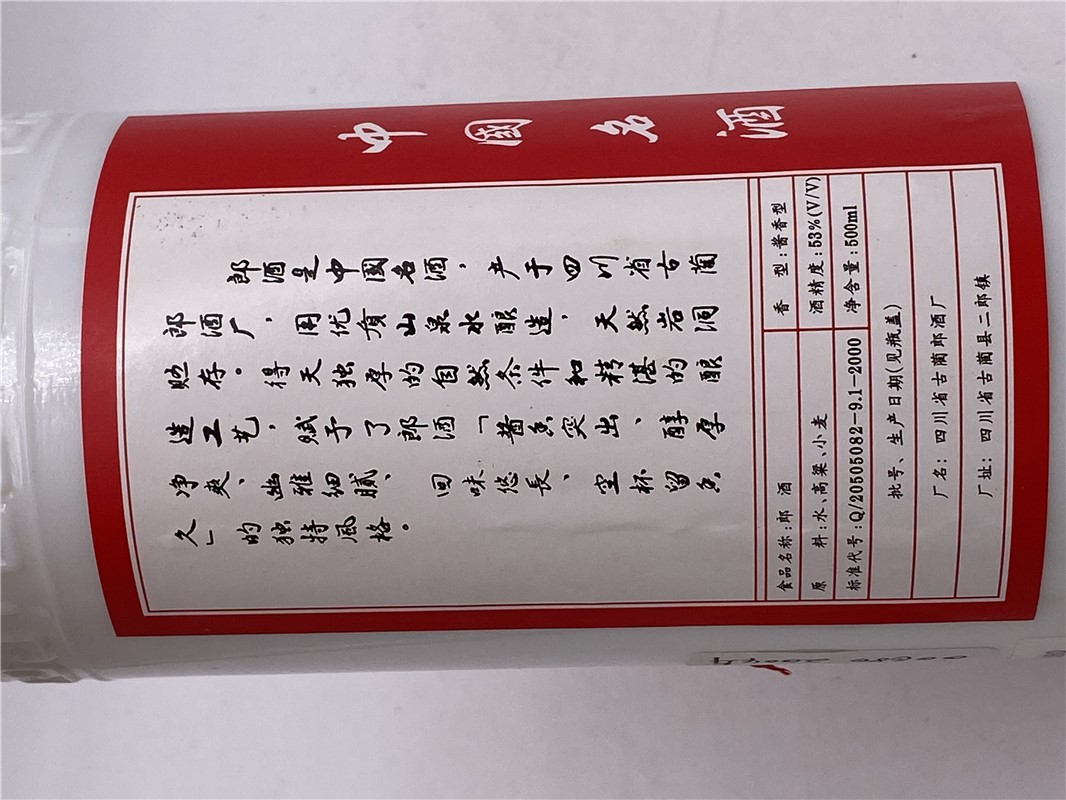 中國名酒
郎酒是中國名酒，产于四川省古蔺
郎酒厂，用优质山泉水酿造，天然岩洞
贮存。得天独厚的自然条件和精湛的酿
造工艺，赋予了郎酒「酱香突出、醇厚
净爽、幽雅细腻、回味悠長、空杯留香
久」的独特風格。
食品名称:郎 酒 香 型:酱香型
原 料:水、高粱、小麦 酒精度:53%(V/V)
标准代号:Q/20505082-9.1-2000 净含量:500ml
批号、生产日期(见瓶盖)
厂名: 四川省古蔺郎酒厂
厂址: 四川省古蔺县二郎镇